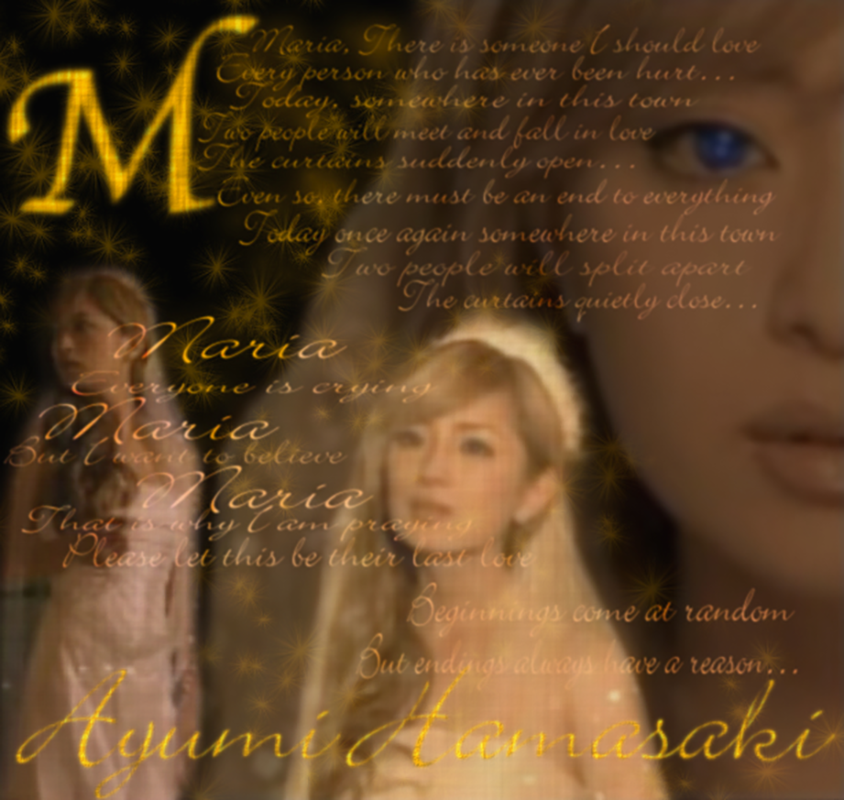 M
Maria, There is someone I should love
Every person who has ever been hurt...
Today, somewhere in this town
Two people will meet and fall in love
The curtains suddenly open...
Even so, there must be an end to everything
Today once again somewhere in this town
Two people will split apart
The curtains quietly close...
Maria
Everyone is crying
Maria
But I want to believe
Maria
That is why I am praying
Please let this be their last love
Beginnings come at random
But endings always have a reason...
Ayumi Hamasaki